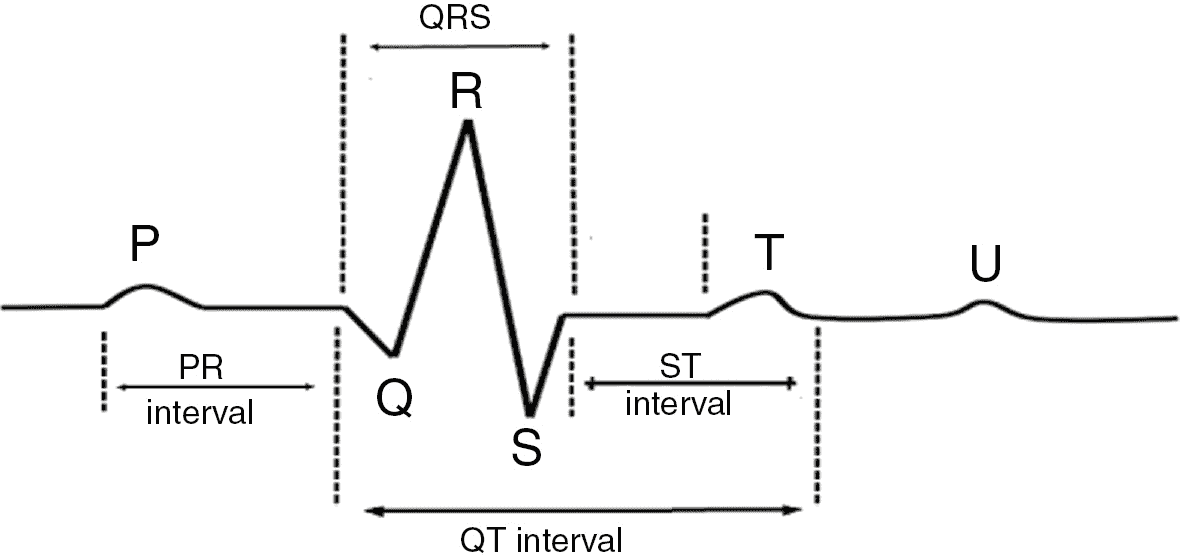 QRS
R
P
T
U
PR
interval
Q
S
ST
interval
QT interval